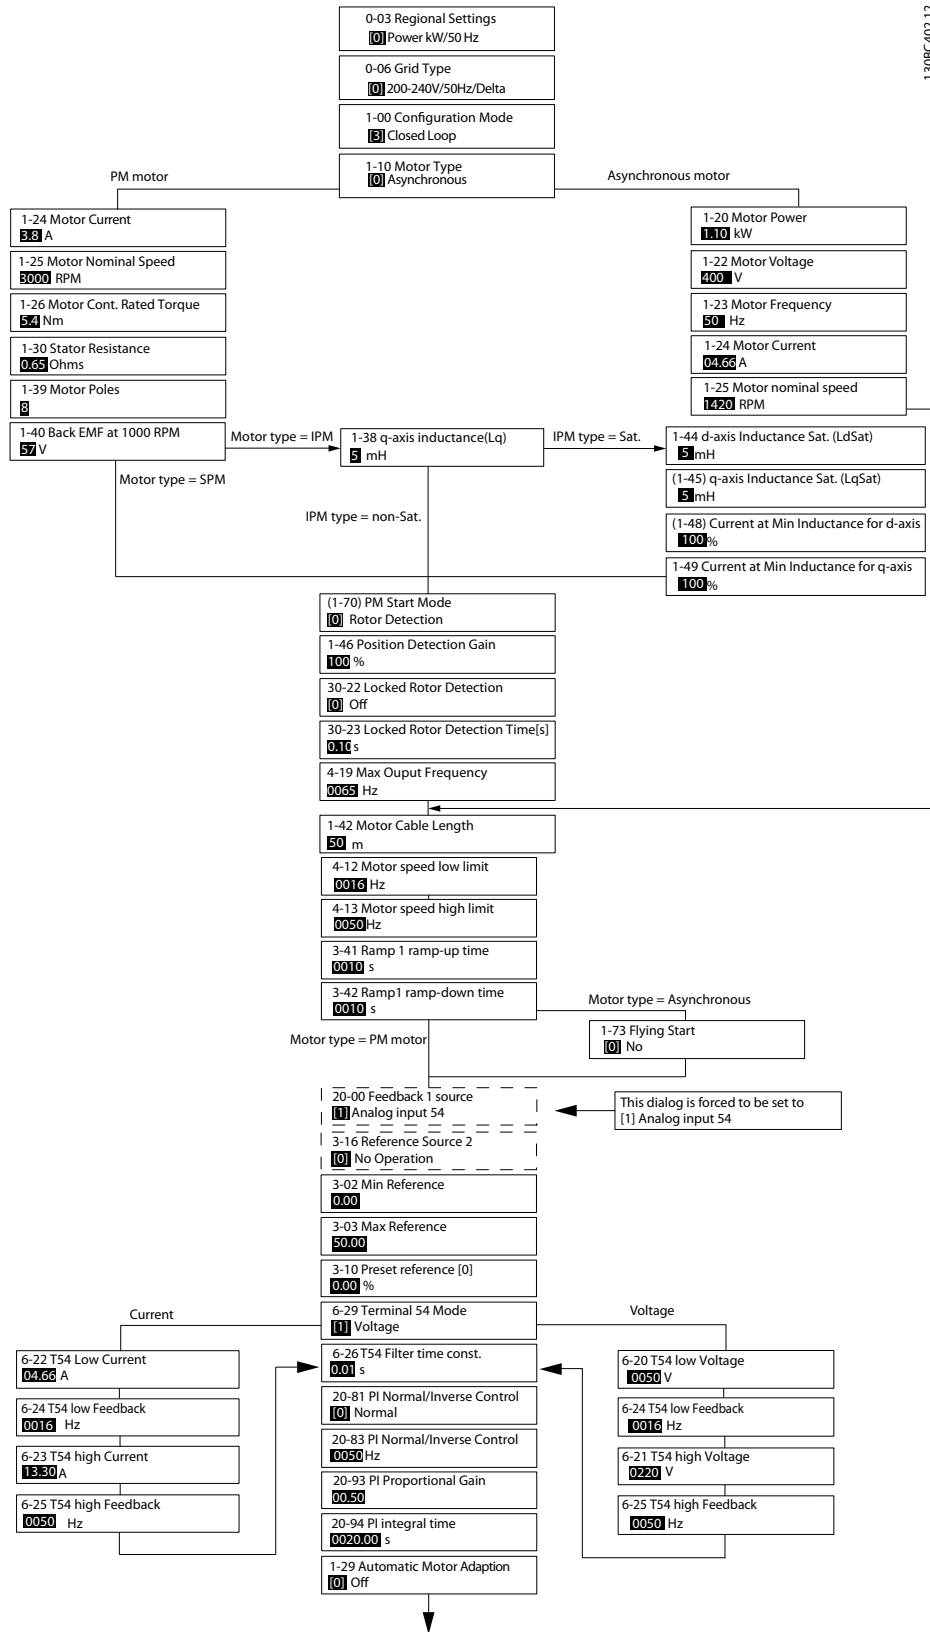 130BC402.12
0-03 Regional Settings
[0] Power kW/50 Hz
0-06 Grid Type
[0] 200-240V/50Hz/Delta
1-00 Configuration Mode
[3] Closed Loop
1-10 Motor Type
[0] Asynchronous
PM motor
Asynchronous motor
1-24 Motor Current
3.8 A
1-25 Motor Nominal Speed
3000 RPM
1-26 Motor Cont. Rated Torque
5.4 Nm
1-30 Stator Resistance
0.65 Ohms
1-39 Motor Poles
8
1-40 Back EMF at 1000 RPM
57 V
1-20 Motor Power
1.10 kW
1-22 Motor Voltage
400 V
1-23 Motor Frequency
50 Hz
1-24 Motor Current
04.66 A
1-25 Motor nominal speed
1420 RPM
Motor type = IPM
1-38 q-axis inductance(Lq)
5 mH
IPM type = Sat.
1-44 d-axis Inductance Sat. (LdSat)
5 mH
(1-45) q-axis Inductance Sat. (LqSat)
5 mH
(1-48) Current at Min Inductance for d-axis
100 %
1-49 Current at Min Inductance for q-axis
100 %
Motor type = SPM
IPM type = non-Sat.
(1-70) PM Start Mode
[0] Rotor Detection
1-46 Position Detection Gain
100 %
30-22 Locked Rotor Detection
[0] Off
30-23 Locked Rotor Detection Time[s]
0.10 s
4-19 Max Ouput Frequency
0065 Hz
1-42 Motor Cable Length
50 m
4-12 Motor speed low limit
0016 Hz
4-13 Motor speed high limit
0050 Hz
3-41 Ramp 1 ramp-up time
0010 s
3-42 Ramp1 ramp-down time
0010 s
Motor type = Asynchronous
1-73 Flying Start
[0] No
Motor type = PM motor
20-00 Feedback 1 source
[1] Analog input 54
This dialog is forced to be set to
[1] Analog input 54
3-16 Reference Source 2
[0] No Operation
3-02 Min Reference
0.00
3-03 Max Reference
50.00
3-10 Preset reference [0]
0.00 %
6-29 Terminal 54 Mode
[1] Voltage
Current
Voltage
6-22 T54 Low Current
04.66 A
6-24 T54 low Feedback
0016 Hz
6-23 T54 high Current
13.30 A
6-25 T54 high Feedback
0050 Hz
6-26 T54 Filter time const.
0.01 s
20-81 PI Normal/Inverse Control
[0] Normal
20-83 PI Normal/Inverse Control
0050 Hz
20-93 PI Proportional Gain
00.50
20-94 PI integral time
0020.00 s
1-29 Automatic Motor Adaption
[0] Off
6-20 T54 low Voltage
0050 V
6-24 T54 low Feedback
0016 Hz
6-21 T54 high Voltage
0220 V
6-25 T54 high Feedback
0050 Hz